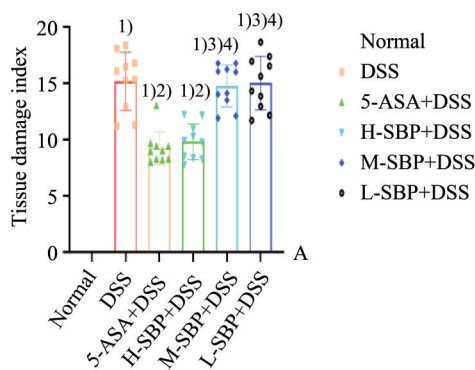 Tissue damage index
20
15
10
5
0
1)
1)2)
1)2)
1)3)4)
1)3)4)
Normal
DSS
5-ASA+DSS
H-SBP+DSS
M-SBP+DSS
L-SBP+DSS
A
Normal
DSS
5-ASA+DSS
H-SBP+DSS
M-SBP+DSS
L-SBP+DSS